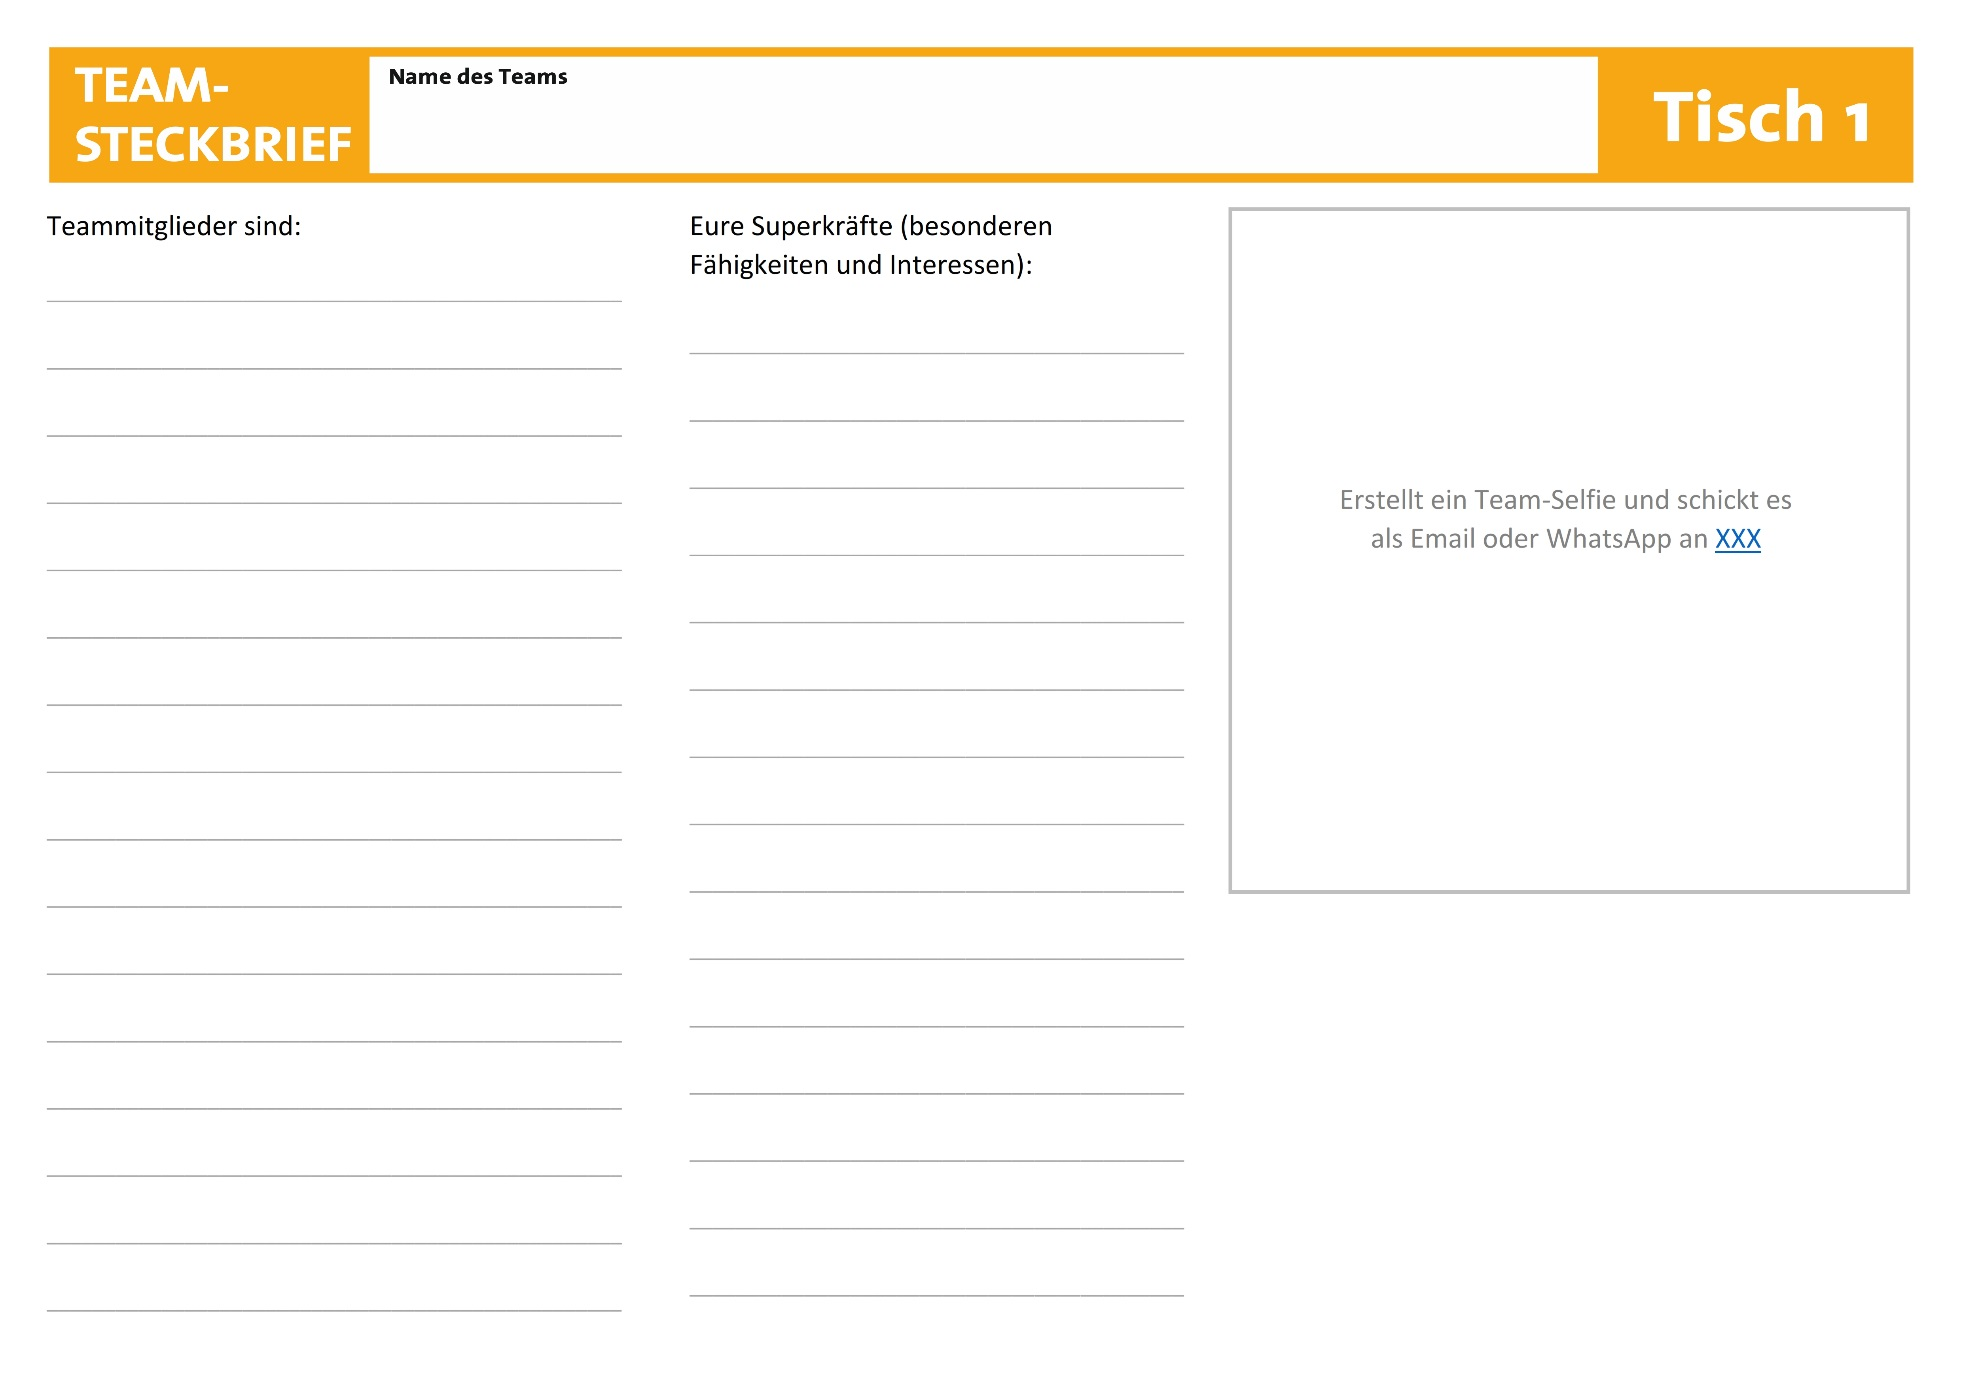 TEAM-
STECKBRIEF
Name des Teams
Tisch 1
Teammitglieder sind:
Eure Superkräfte (besonderen
Fähigkeiten und Interessen):
Erstellt ein Team-Selfie und schickt es
als Email oder WhatsApp an XXX